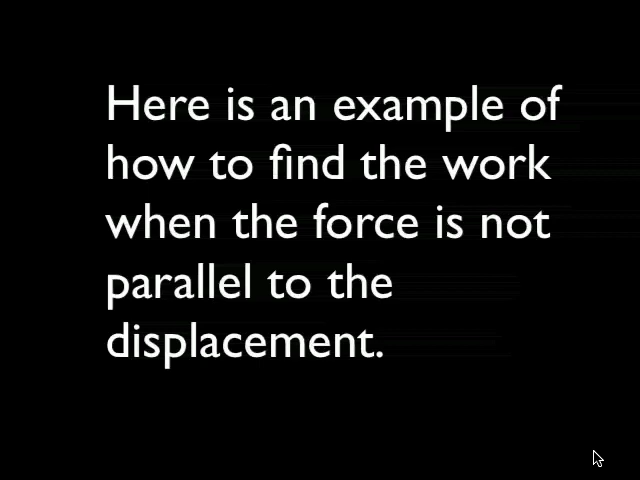 Here is an example of
how to find the work
when the force is not
parallel to the
displacement.